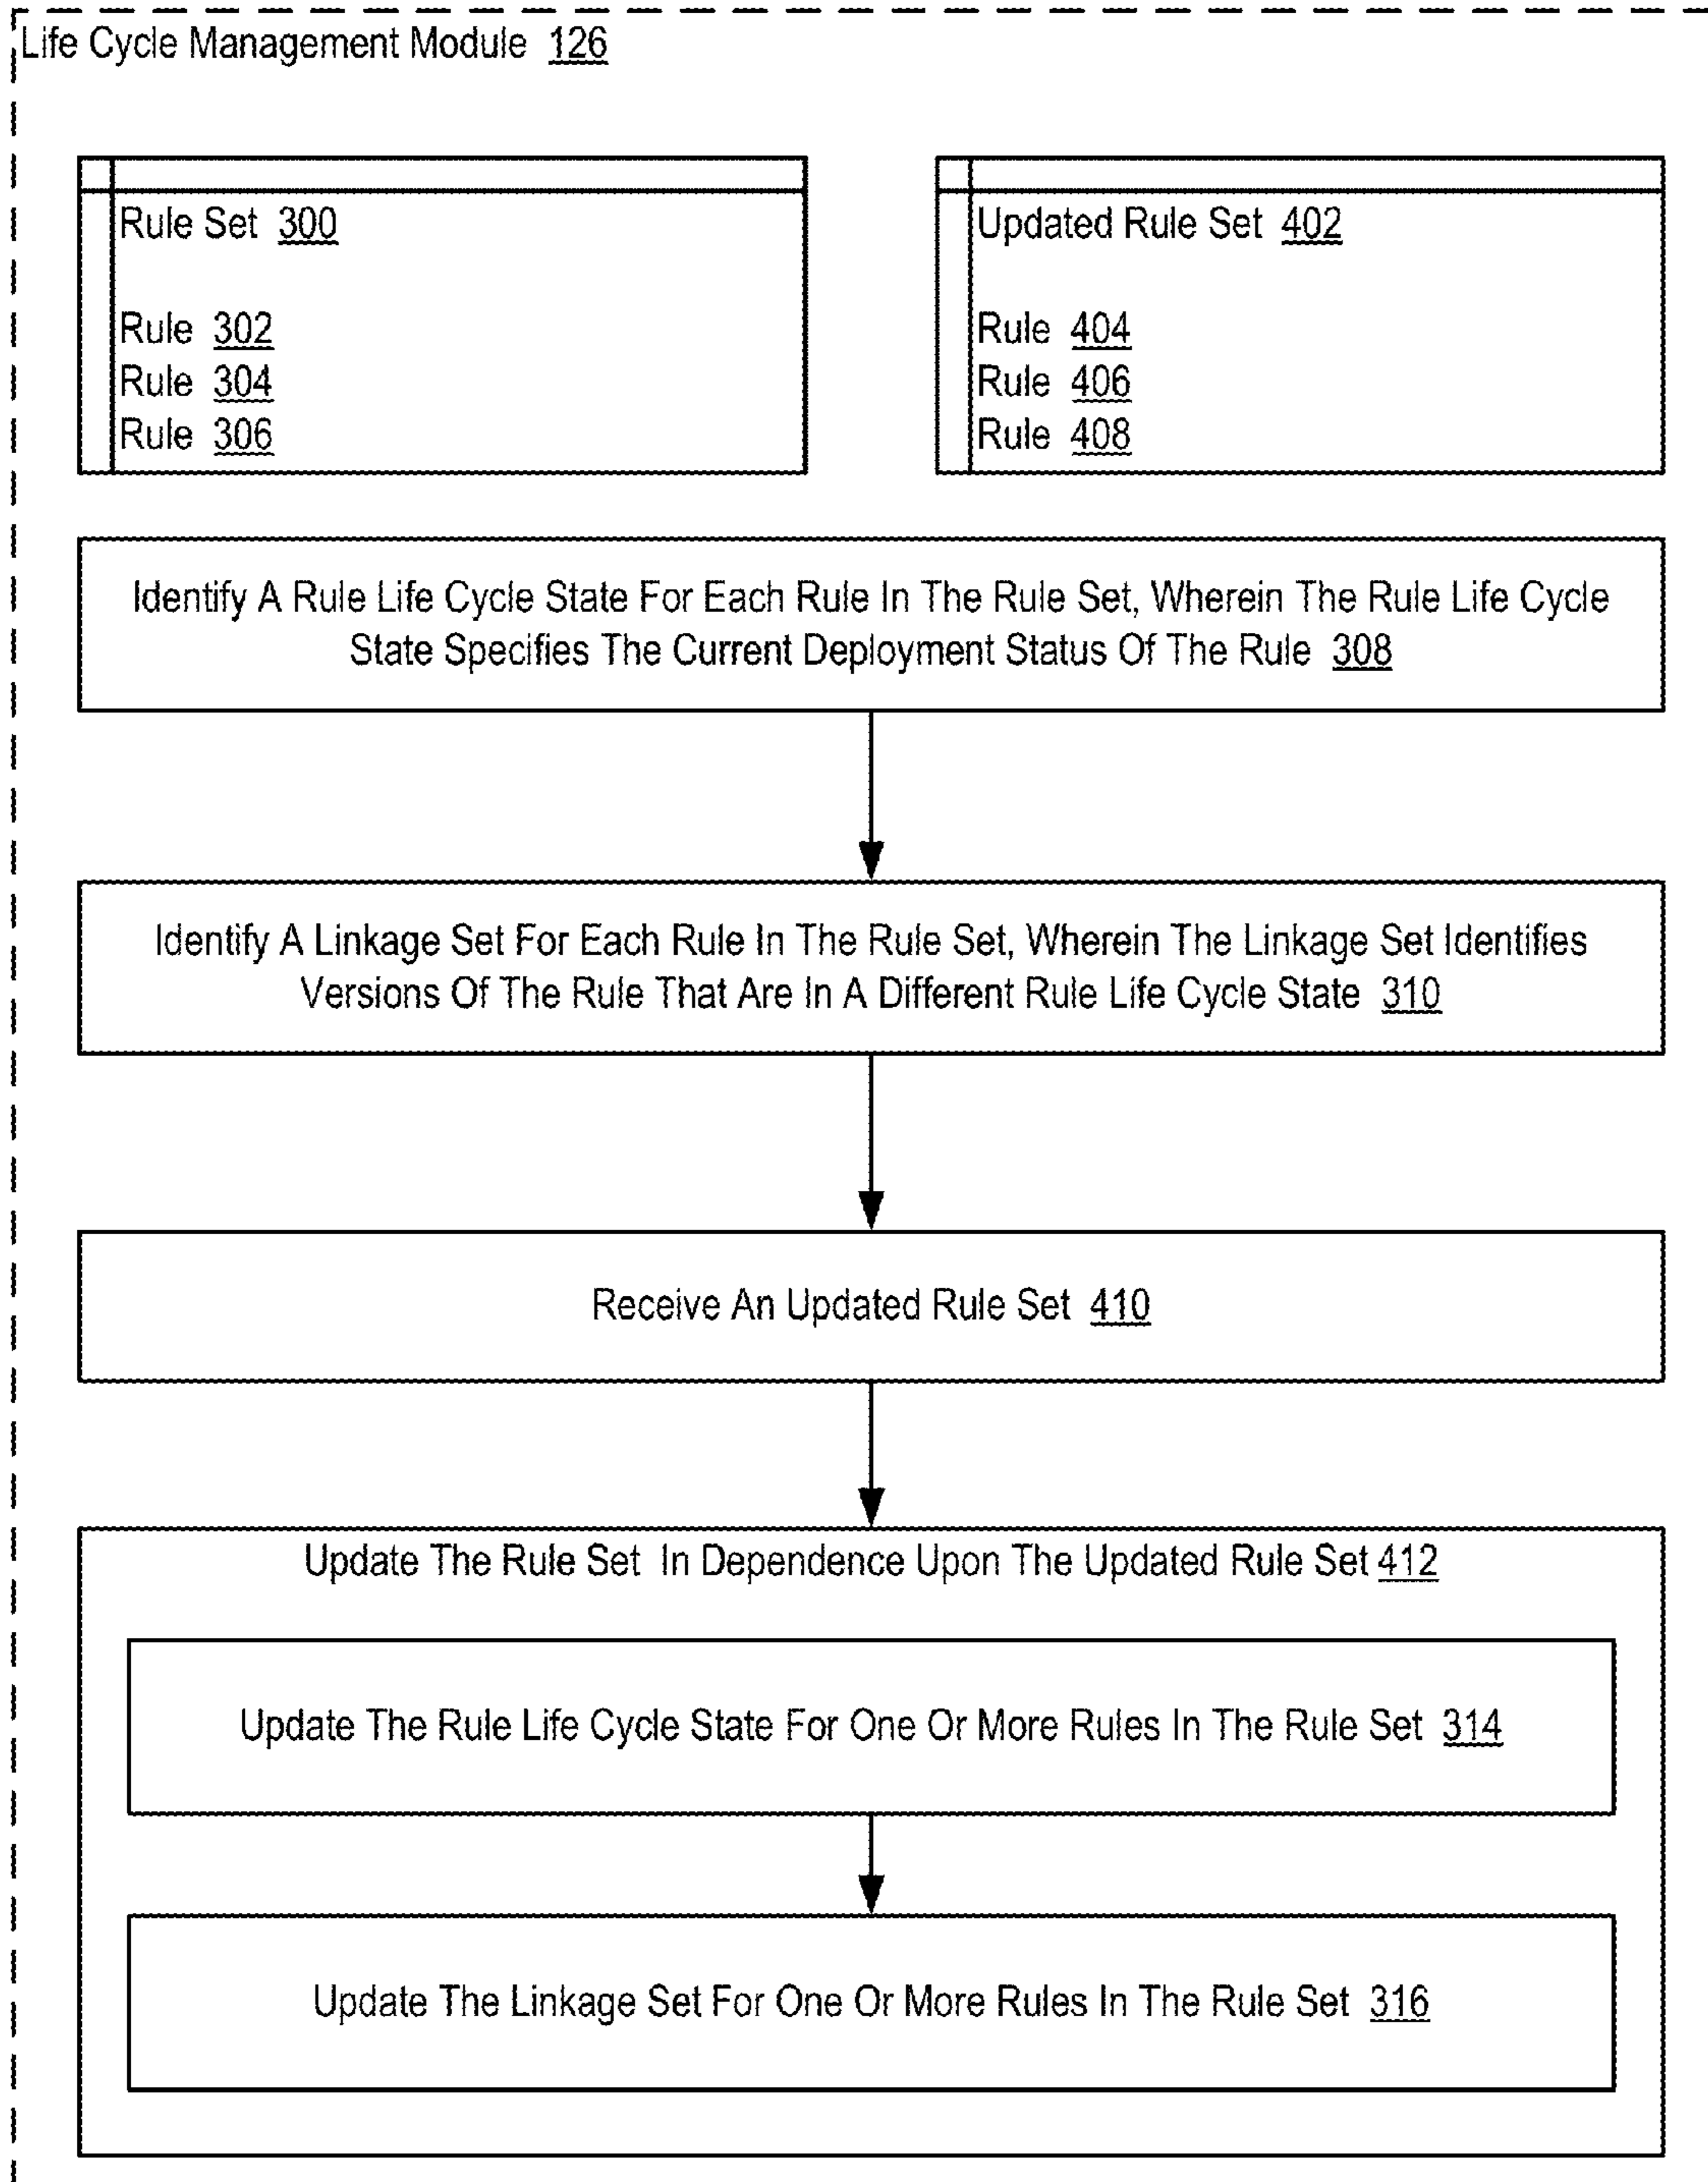 Life Cycle Management Module 126
Rule Set 300
Rule 302
Rule 304
Rule 306
Updated Rule Set 402
Rule 404
Rule 406
Rule 408
Identify A Rule Life Cycle State For Each Rule In The Rule Set, Wherein The Rule Life Cycle
State Specifies The Current Deployment Status Of The Rule 308
Identify A Linkage Set For Each Rule In The Rule Set, Wherein The Linkage Set Identifies
Versions Of The Rule That Are In A Different Rule Life Cycle State 310
Receive An Updated Rule Set 410
Update The Rule Set In Dependence Upon The Updated Rule Set 412
Update The Rule Life Cycle State For One Or More Rules In The Rule Set 314
Update The Linkage Set For One Or More Rules In The Rule Set 316